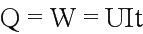 Q = W = UIt